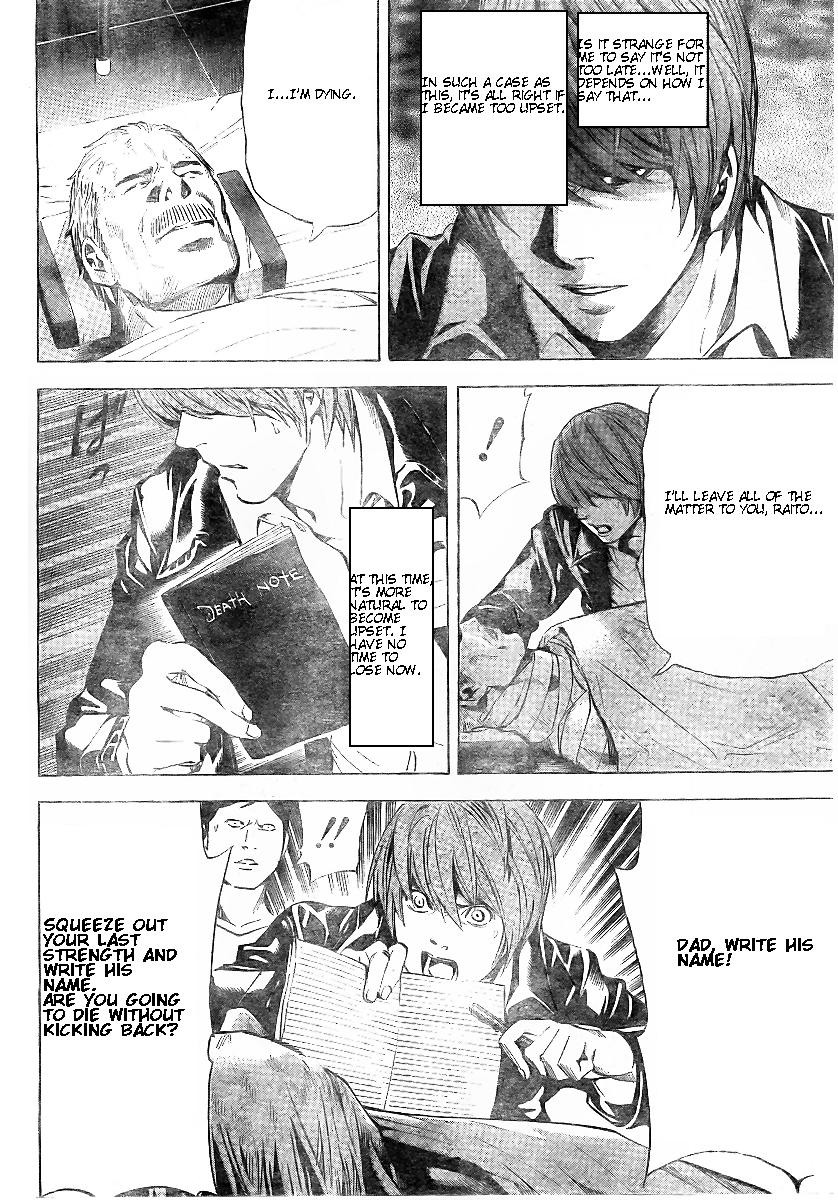 IS IT STRANGE FOR
ME TO SAY IT'S NOT
TOO LATE...WELL, IT
DEPENDS ON HOW I
SAY THAT...
IN SUCH A CASE AS
THIS, IT'S ALL RIGHT IF
I BECAME TOO UPSET.
I...I'M DYING.
I'LL LEAVE ALL OF THE
MATTER TO YOU, RAITO...
!
ばっ
DEATH NOTE
AT THIS TIME,
IT'S MORE
NATURAL TO
BECOME
UPSET. I
HAVE NO
TIME TO
LOSE NOW.
DAD, WRITE HIS
NAME!
!!
SQUEEZE OUT
YOUR LAST
STRENGTH AND
WRITE HIS
NAME.
ARE YOU GOING
TO DIE WITHOUT
KICKING BACK?